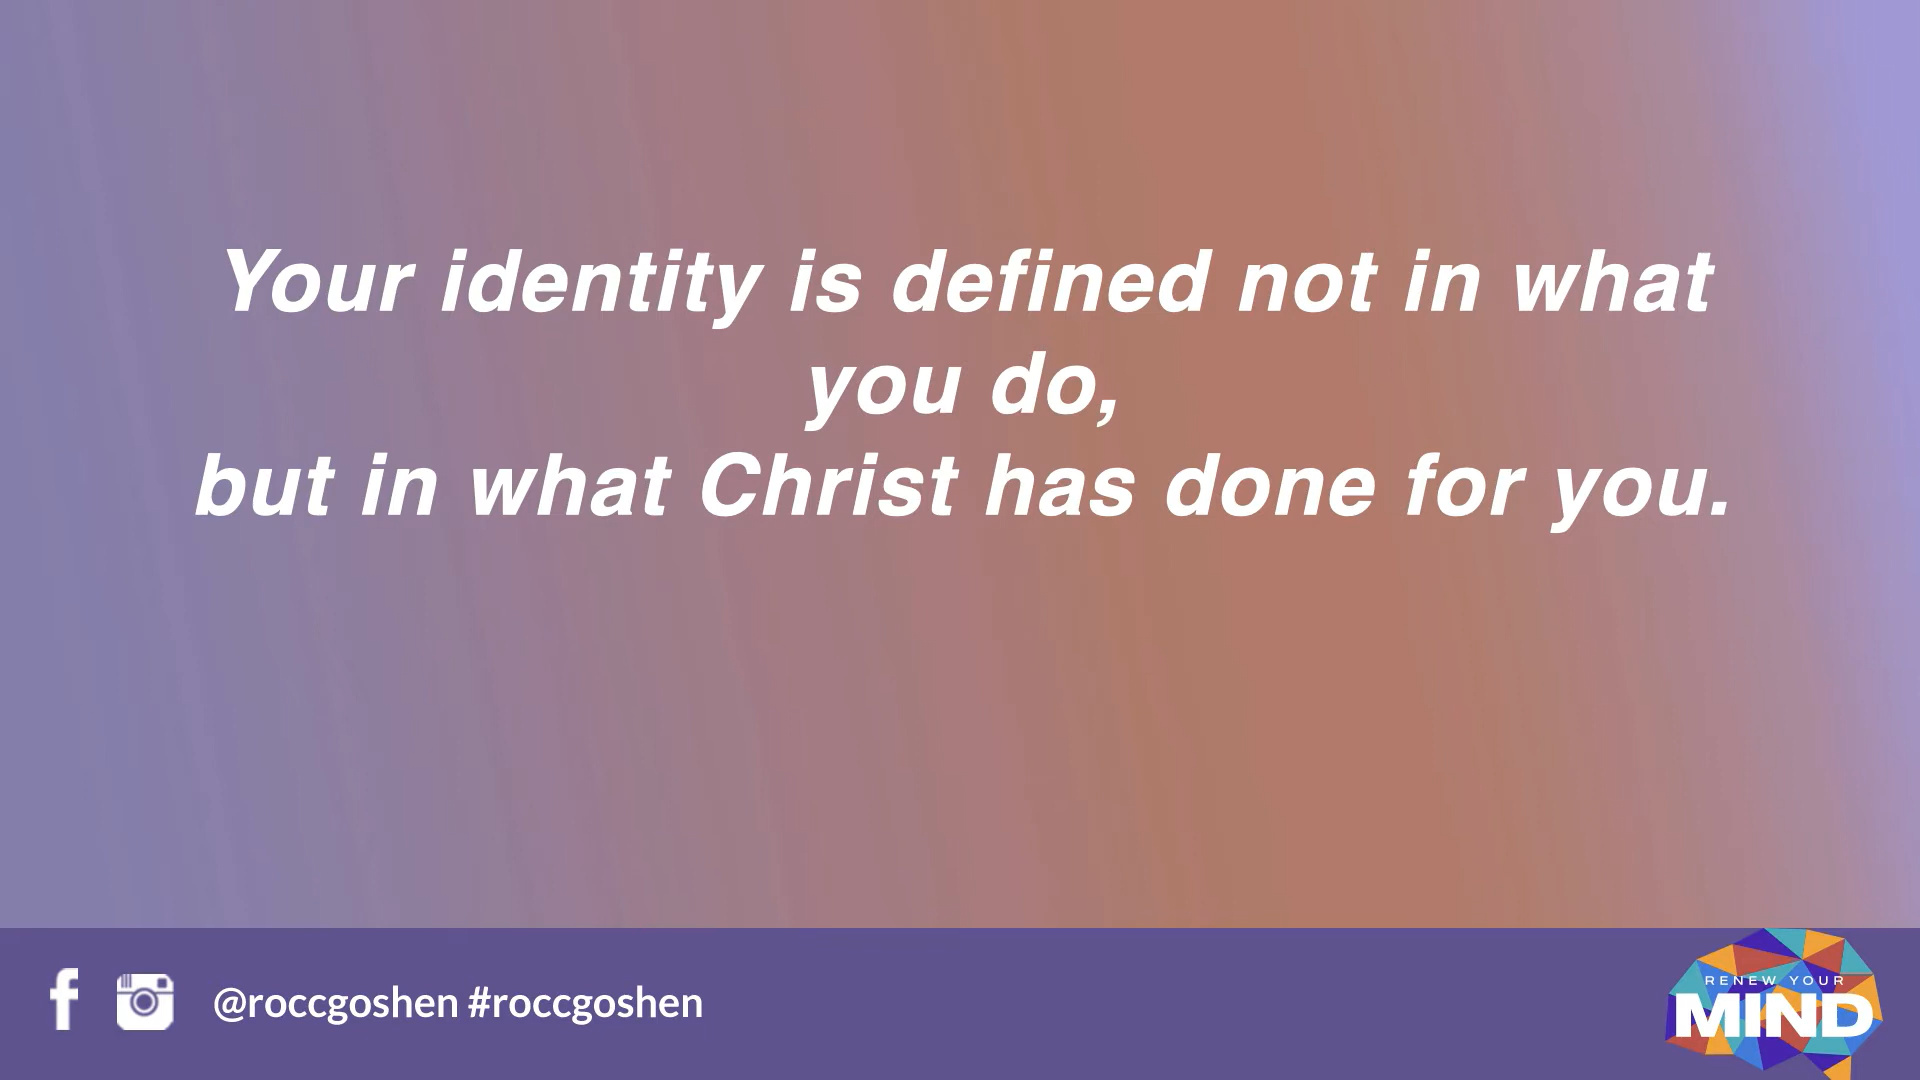 Your identity is defined not in what
you do,
but in what Christ has done for you.
@roccgoshen #roccgoshen
RENEW YOUR
MIND